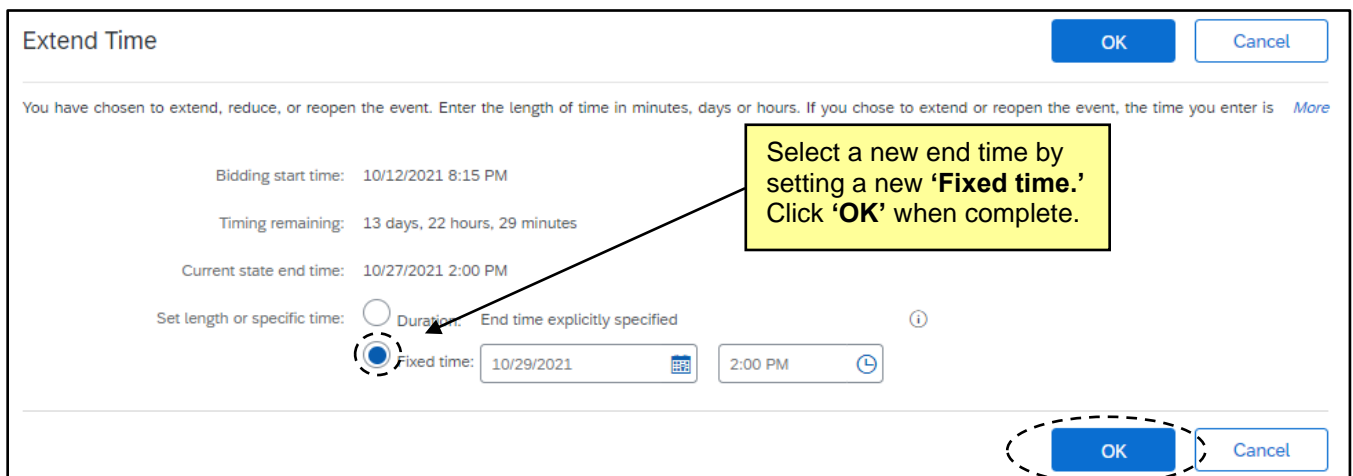 Extend Time
OK
Cancel
You have chosen to extend, reduce, or reopen the event. Enter the length of time in minutes, days or hours. If you chose to extend or reopen the event, the time you enter is More
Select a new end time by
setting a new ‘Fixed time.’
Click ‘OK’ when complete.
Bidding start time: 10/12/2021 8:15 PM
Timing remaining: 13 days, 22 hours, 29 minutes
Current state end time: 10/27/2021 2:00 PM
Set length or specific time: Duration: End time explicitly specified
Fixed time: 10/29/2021 2:00 PM
OK
Cancel